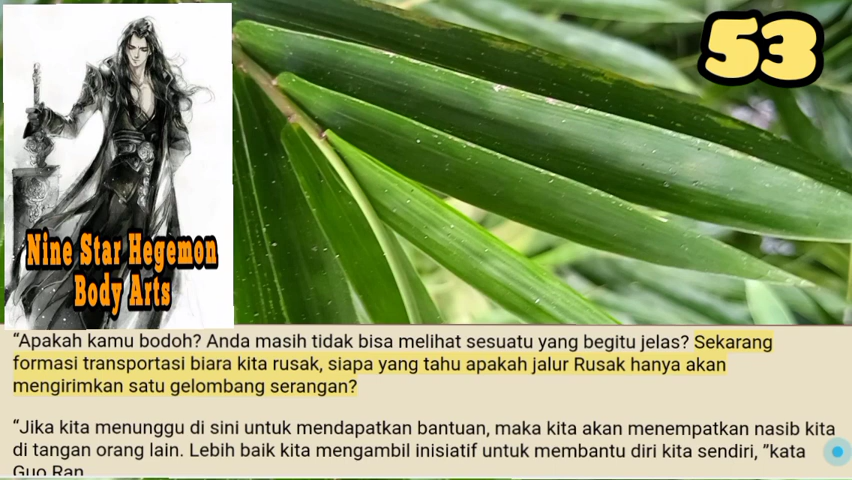 53
Nine Star Hegemon
Body Arts
“Apakah kamu bodoh? Anda masih tidak bisa melihat sesuatu yang begitu jelas? Sekarang
formasi transportasi biara kita rusak, siapa yang tahu apakah jalur Rusak hanya akan
mengirimkan satu gelombang serangan?
“Jika kita menunggu di sini untuk mendapatkan bantuan, maka kita akan menempatkan nasib kita
di tangan orang lain. Lebih baik kita mengambil inisiatif untuk membantu diri kita sendiri, ”kata
Guo Ran